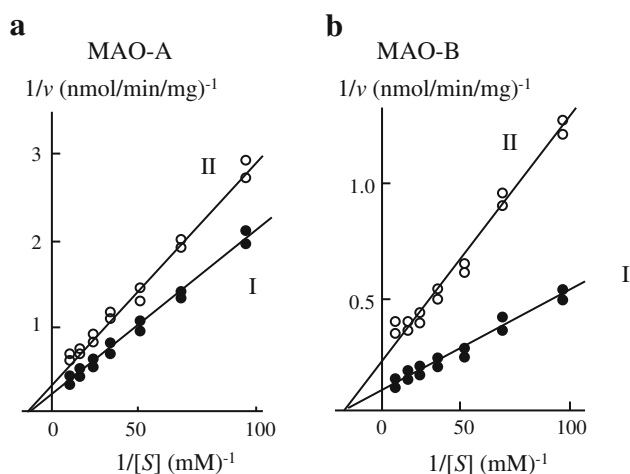 a
MAO-A
1/v (nmol/min/mg)-1
3
2
1
II
I
0
50
100
1/[S] (mM)-1
b
MAO-B
1/v (nmol/min/mg)-1
1.0
0.5
II
I
0
50
100
1/[S] (mM)-1